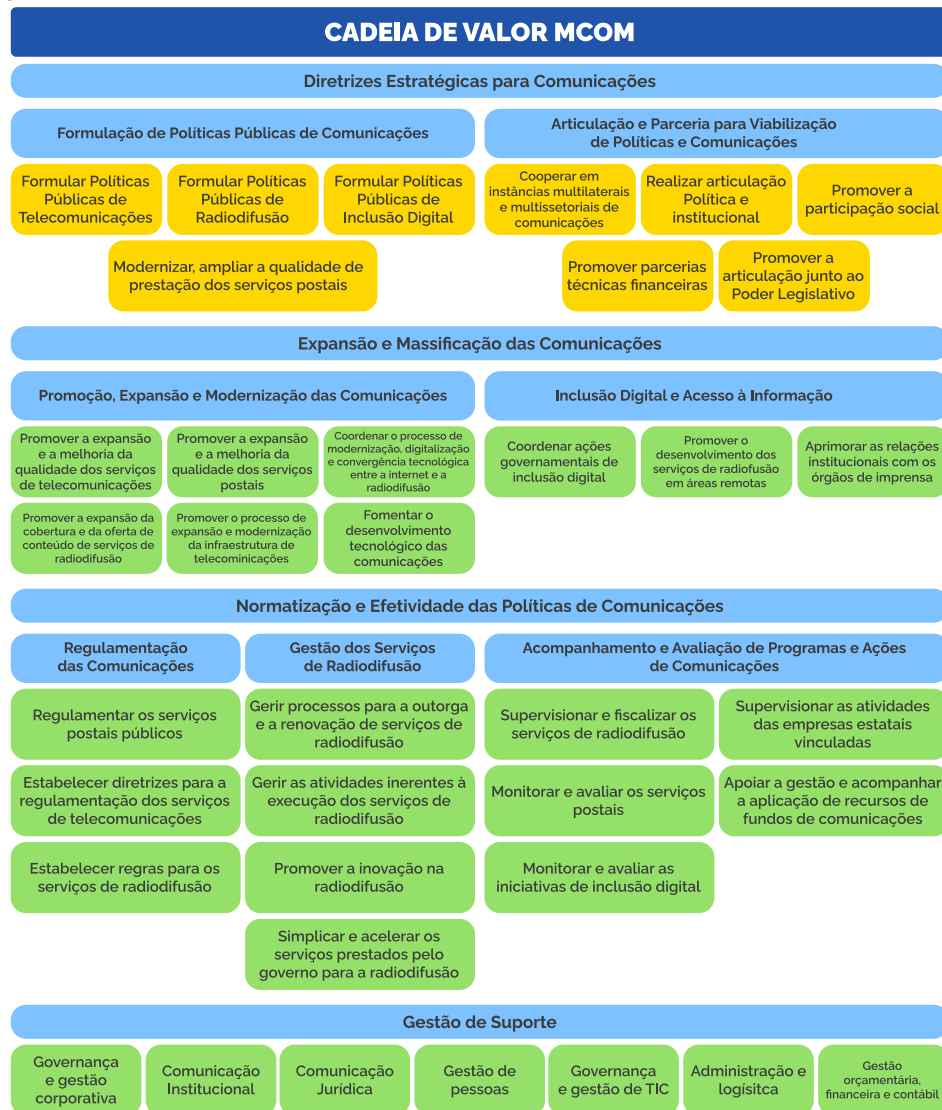 CADEIA DE VALOR MCOM
Diretrizes Estratégicas para Comunicações
Formulação de Políticas Públicas de Comunicações
Formular Políticas
Públicas de
Telecomunicações
Formular Políticas
Públicas de
Radiodifusão
Formular Políticas
Públicas de
Inclusão Digital
Modernizar, ampliar a qualidade de
prestação dos serviços postais
Articulação e Parceria para Viabilização
de Políticas e Comunicações
Cooperar em
instâncias multilaterais
e multissetoriais de
comunicações
Realizar articulação
Política e
institucional
Promover a
participação social
Promover parcerias
técnicas financeiras
Promover a
articulação junto ao
Poder Legislativo
Expansão e Massificação das Comunicações
Promoção, Expansão e Modernização das Comunicações
Promover a expansão
e a melhoria da
qualidade dos serviços
de telecomunicações
Promover a expansão
e a melhoria da
qualidade dos serviços
postais
Coordenar o processo de
modernização, digitalização
e convergência tecnológica
entre a internet e a
radiodifusão
Promover a expansão da
cobertura e da oferta de
conteúdo de serviços de
radiodifusão
Promover o processo de
expansão e modernização
da infraestrutura de
telecominicações
Fomentar o
desenvolvimento
tecnológico das
comunicações
Inclusão Digital e Acesso à Informação
Coordenar ações
governamentais de
inclusão digital
Promover o
desenvolvimento dos
serviços de radiofusão
em áreas remotas
Aprimorar as relações
institucionais com os
órgãos de imprensa
Normatização e Efetividade das Políticas de Comunicações
Regulamentação
das Comunicações
Regulamentar os serviços
postais públicos
Estabelecer diretrizes para a
regulamentação dos serviços
de telecomunicações
Estabelecer regras para os
serviços de radiodifusão
Gestão dos Serviços
de Radiodifusão
Gerir processos para a outorga
e a renovação de serviços de
radiodifusão
Gerir as atividades inerentes à
execução dos serviços de
radiodifusão
Promover a inovação na
radiodifusão
Simplicar e acelerar os
serviços prestados pelo
governo para a radiodifusão
Acompanhamento e Avaliação de Programas e Ações
de Comunicações
Supervisionar e fiscalizar os
serviços de radiodifusão
Supervisionar as atividades
das empresas estatais
vinculadas
Monitorar e avaliar os serviços
postais
Apoiar a gestão e acompanhar
a aplicação de recursos de
fundos de comunicações
Monitorar e avaliar as
iniciativas de inclusão digital
Gestão de Suporte
Governança
e gestão
corporativa
Comunicação
Institucional
Comunicação
Jurídica
Gestão de
pessoas
Governança
e gestão de TIC
Administração e
logísitca
Gestão
orçamentária,
financeira e contábil